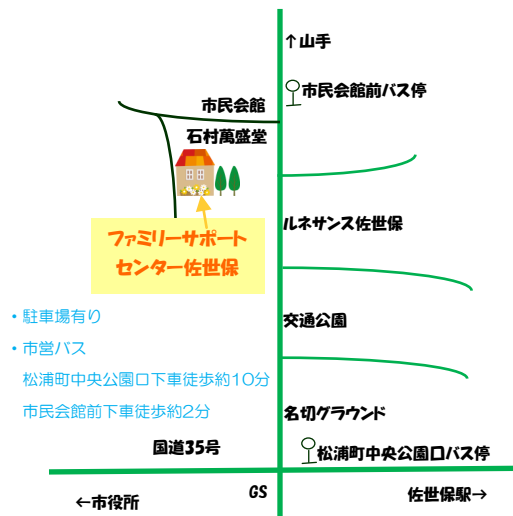 ↑山手
市民会館前バス停
市民会館
石村萬盛堂
ルネサンス佐世保
ファミリーサポート
センター佐世保
・駐車場有り
交通公園
・市営バス
松浦町中央公園口下車徒歩約10分
市民会館前下車徒歩約2分
名切グラウンド
国道35号
松浦町中央公園口バス停
←市役所
GS
佐世保駅→